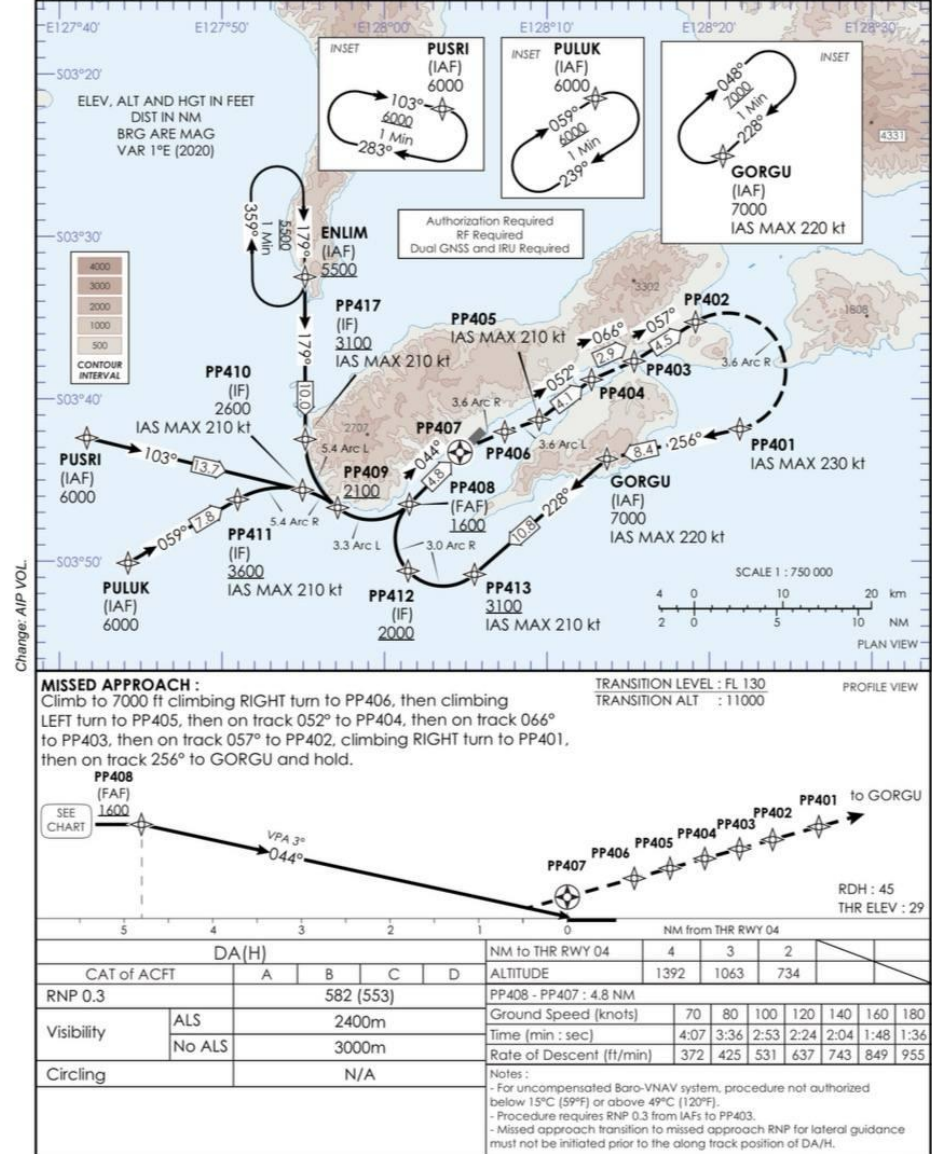 E127°40'
E127°50'
E128°00'
E128°10'
E128°20'
E128°30'
S03°20'
S03°30'
S03°40'
S03°50'
ELEV, ALT AND HGT IN FEET
DIST IN NM
BRG ARE MAG
VAR 1°E (2020)
INSET
PUSRI
(IAF)
6000
103°
6000
1 Min
283°
INSET
PULUK
(IAF)
6000
059°
6000
1 Min
239°
INSET
048°
7000
1 Min
228°
GORGU
(IAF)
7000
IAS MAX 220 kt
4331
Authorization Required
RF Required
Dual GNSS and IRU Required
359°
1 Min
5500
179°
ENLIM
(IAF)
5500
4000
3000
2000
1000
500
CONTOUR
INTERVAL
179°
10.0
PP417
(IF)
3100
IAS MAX 210 kt
PP410
(IF)
2600
IAS MAX 210 kt
PP405
IAS MAX 210 kt
3302
1808
PP402
057°
4.5
066°
2.9
PP403
052°
4.1
PP404
3.6 Arc R
3.6 Arc R
3.6 Arc L
2707
5.4 Arc L
PP407
PP406
PP401
IAS MAX 230 kt
256°
8.4
PUSRI
(IAF)
6000
103°
13.7
PP409
2100
044°
4.8
PP408
(FAF)
1600
GORGU
(IAF)
7000
IAS MAX 220 kt
228°
10.8
059°
7.8
5.4 Arc R
PP411
(IF)
3600
IAS MAX 210 kt
3.3 Arc L
3.0 Arc R
PULUK
(IAF)
6000
PP412
(IF)
2000
PP413
3100
IAS MAX 210 kt
SCALE 1 : 750 000
4 0 10 20 km
2 0 5 10 NM
PLAN VIEW
Change: AIP VOL.
MISSED APPROACH :
Climb to 7000 ft climbing RIGHT turn to PP406, then climbing
LEFT turn to PP405, then on track 052° to PP404, then on track 066°
to PP403, then on track 057° to PP402, climbing RIGHT turn to PP401,
then on track 256° to GORGU and hold.
TRANSITION LEVEL : FL 130
TRANSITION ALT : 11000
PROFILE VIEW
PP408
(FAF)
1600
SEE
CHART
VPA 3°
044°
PP407
PP406
PP405
PP404
PP403
PP402
PP401
to GORGU
RDH : 45
THR ELEV : 29
5 4 3 2 1 0 NM from THR RWY 04
DA(H)
CAT of ACFT A B C D
RNP 0.3 582 (553)
Visibility ALS 2400m
No ALS 3000m
Circling N/A
NM to THR RWY 04 4 3 2
ALTITUDE 1392 1063 734
PP408 - PP407 : 4.8 NM
Ground Speed (knots) 70 80 100 120 140 160 180
Time (min : sec) 4:07 3:36 2:53 2:24 2:04 1:48 1:36
Rate of Descent (ft/min) 372 425 531 637 743 849 955
Notes :
- For uncompensated Baro-VNAV system, procedure not authorized
below 15°C (59°F) or above 49°C (120°F).
- Procedure requires RNP 0.3 from IAFs to PP403.
- Missed approach transition to missed approach RNP for lateral guidance
must not be initiated prior to the along track position of DA/H.